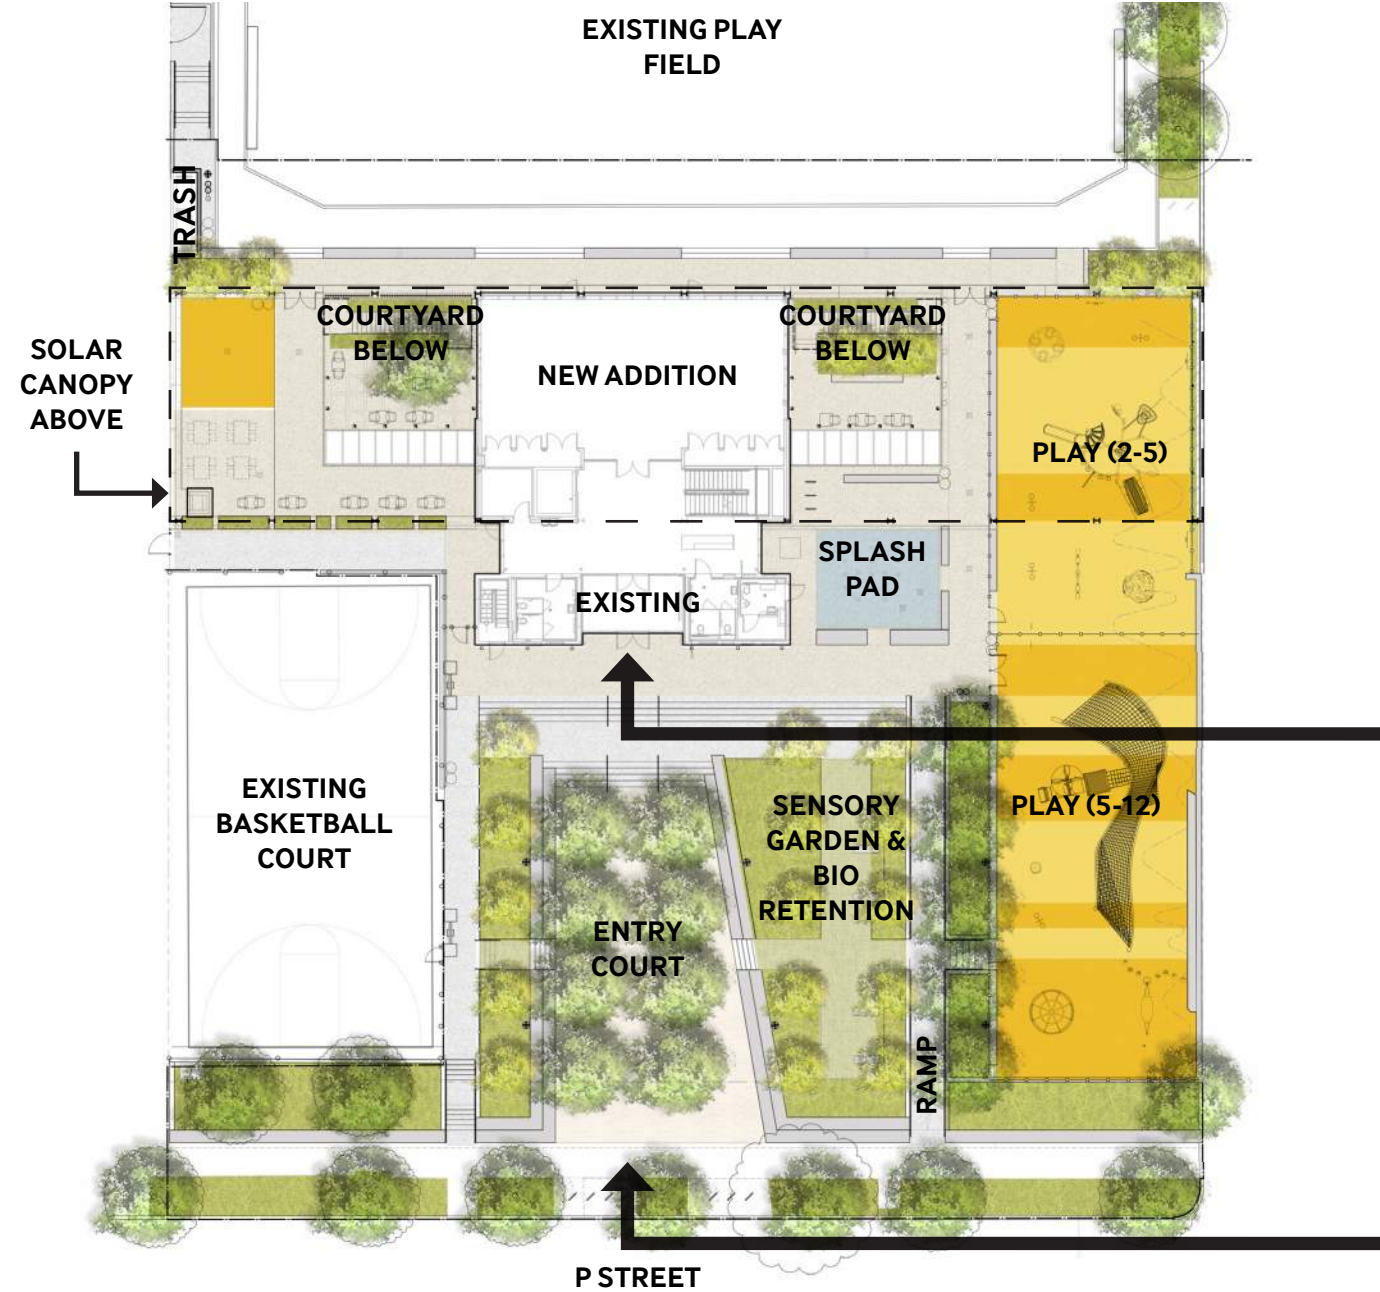 EXISTING PLAY
FIELD
TRASH
COURTYARD
BELOW
COURTYARD
BELOW
SOLAR
CANOPY
ABOVE
NEW ADDITION
PLAY (2-5)
SPLASH
PAD
EXISTING
EXISTING
BASKETBALL
COURT
SENSORY
GARDEN &
BIO
RETENTION
PLAY (5-12)
ENTRY
COURT
RAMP
P STREET